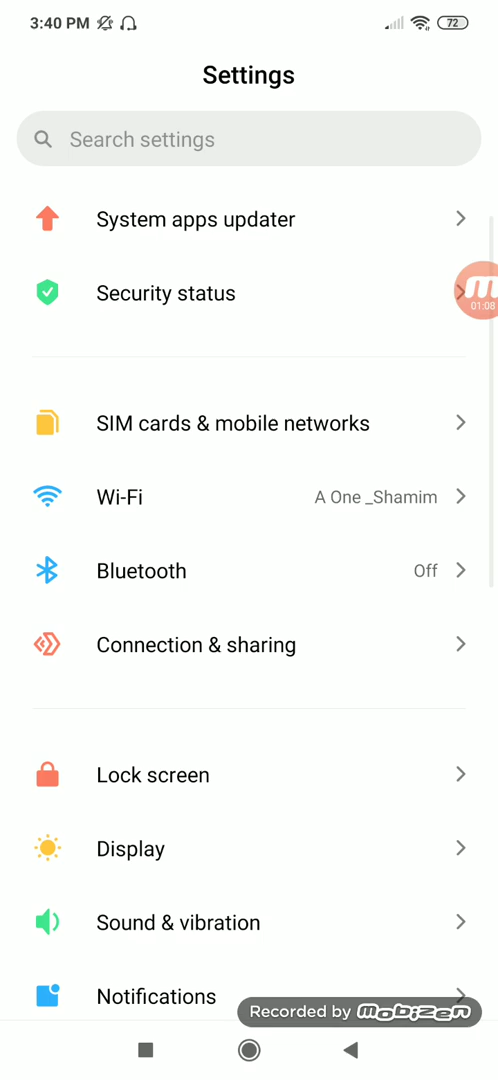 3:40 PM 72
Settings
Search settings
System apps updater
Security status
01:08
SIM cards & mobile networks
Wi-Fi A One _Shamim
Bluetooth Off
Connection & sharing
Lock screen
Display
Sound & vibration
Notifications
Recorded by mobizen